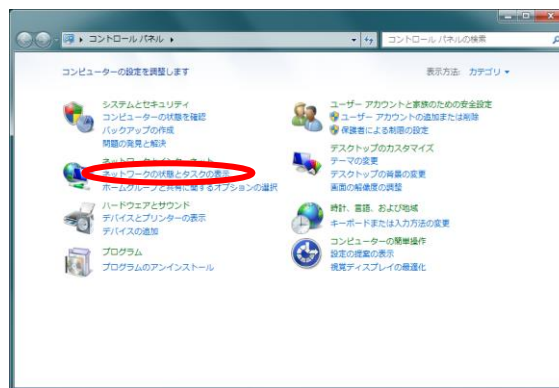 コントロール パネル
コントロール パネルの検索
コンピューターの設定を調整します
表示方法: カテゴリ
システムとセキュリティ
コンピューターの状態を確認
バックアップの作成
問題の発見と解決
ネットワークとインターネット
ネットワークの状態とタスクの表示
ホームグループと共有に関するオプションの選択
ハードウェアとサウンド
デバイスとプリンターの表示
デバイスの追加
プログラム
プログラムのアンインストール
ユーザー アカウントと家族のための安全設定
ユーザー アカウントの追加または削除
保護者による制限の設定
デスクトップのカスタマイズ
テーマの変更
デスクトップの背景の変更
画面の解像度の調整
時計、言語、および地域
キーボードまたは入力方法の変更
コンピューターの簡単操作
設定の提案の表示
視覚ディスプレイの最適化